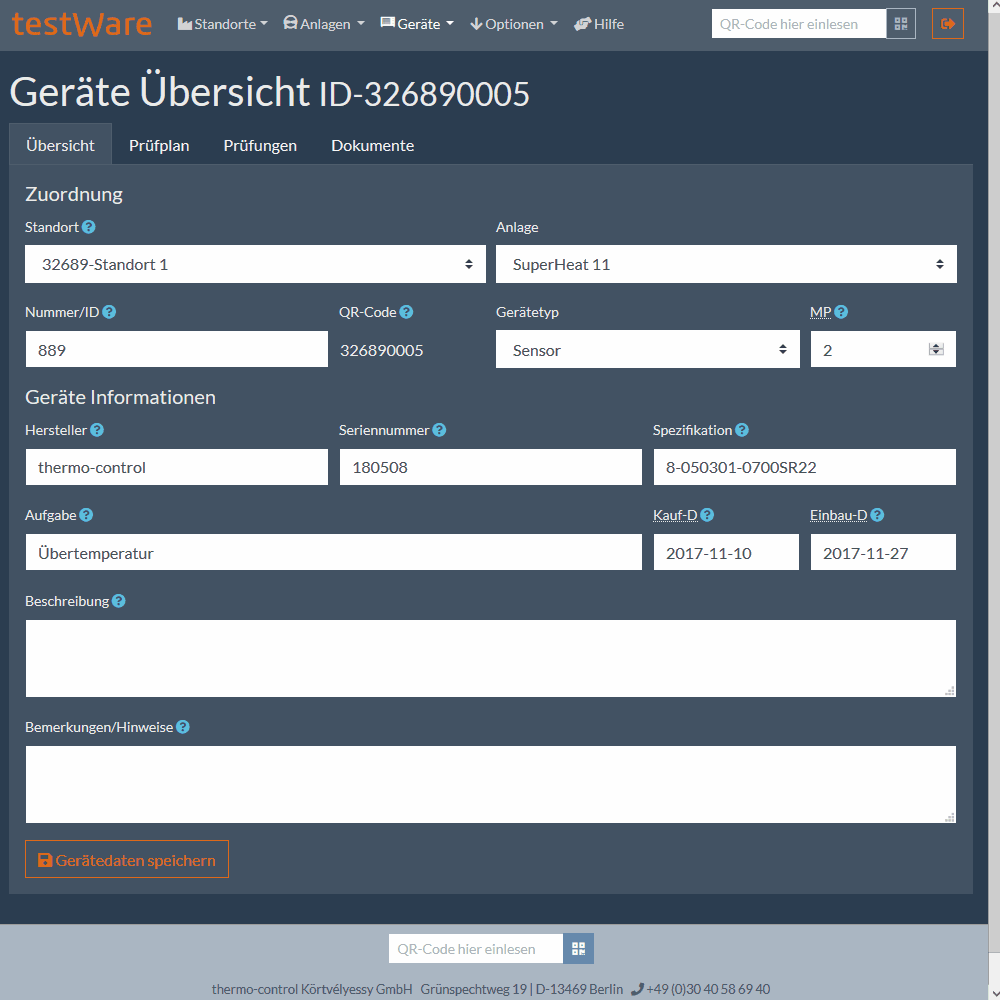 testWare Standorte Anlagen Geräte Optionen Hilfe QR-Code hier einlesen
Geräte Übersicht ID-326890005
Übersicht Prüfplan Prüfungen Dokumente
Zuordnung
Standort Anlage
32689-Standort 1 SuperHeat 11
Nummer/ID QR-Code Gerätetyp MP
889 326890005 Sensor 2
Geräte Informationen
Hersteller Seriennummer Spezifikation
thermo-control 180508 8-050301-0700SR22
Aufgabe Kauf-D Einbau-D
Übertemperatur 2017-11-10 2017-11-27
Beschreibung
Bemerkungen/Hinweise
Gerätedaten speichern
QR-Code hier einlesen
thermo-control Körtvélyessy GmbH Grünspechtweg 19 | D-13469 Berlin +49 (0)30 40 58 69 40